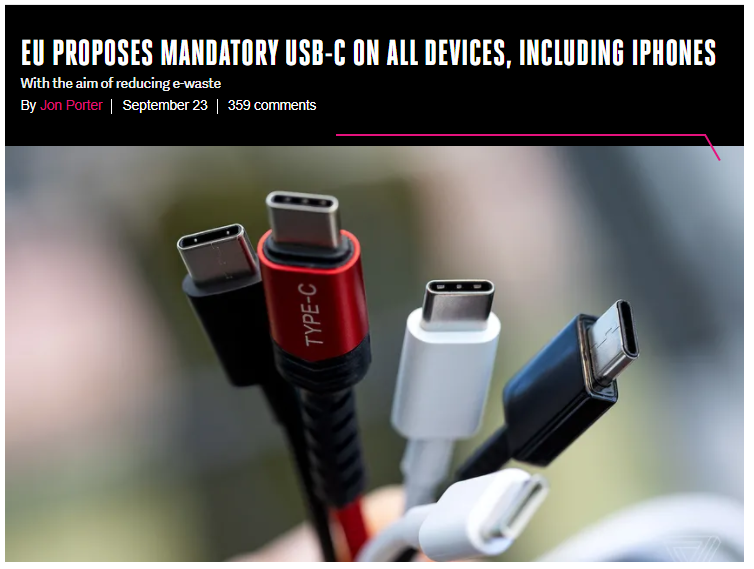 EU PROPOSES MANDATORY USB-C ON ALL DEVICES, INCLUDING IPHONES
With the aim of reducing e-waste
By Jon Porter | September 23 | 359 comments
TYPE-C